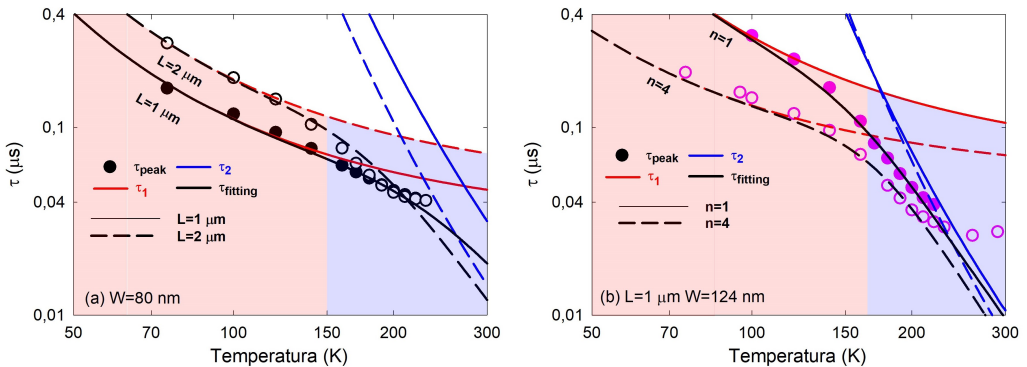 0,4
0,1
0,04
0,01
τ (μs)
L=2 μm
L=1 μm
τpeak
τ2
τ1
τfitting
L=1 μm
L=2 μm
(a) W=80 nm
50 70 100 150 200 300
Temperatura (K)
0,4
0,1
0,04
0,01
τ (μs)
n=1
n=4
τpeak
τ2
τ1
τfitting
n=1
n=4
(b) L=1 μm W=124 nm
50 70 100 150 200 300
Temperatura (K)